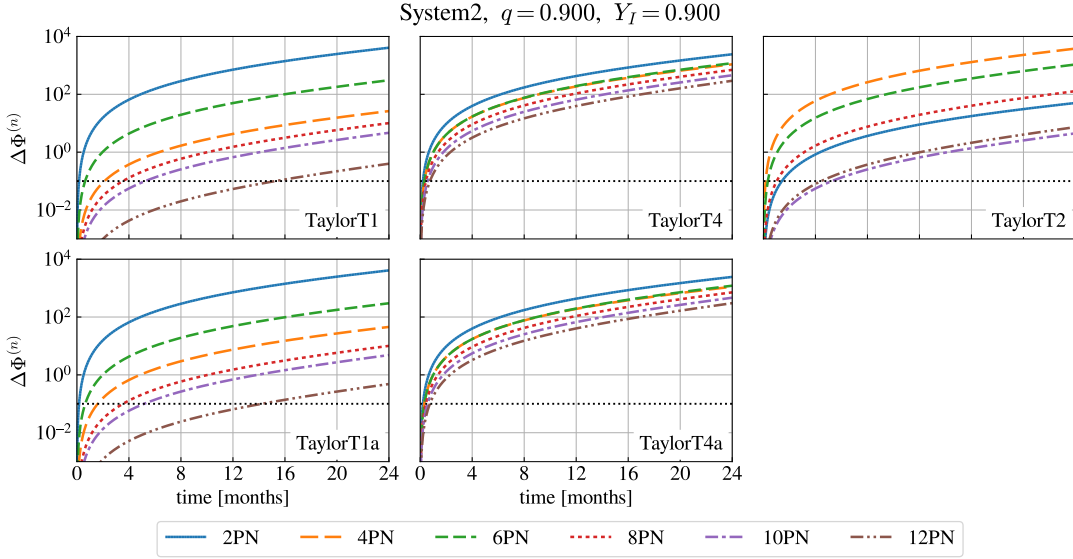 System2, q = 0.900, Y_I = 0.900
ΔΦ^(n)
10^4
10^2
10^0
10^−2
TaylorT1
TaylorT4
TaylorT2
ΔΦ^(n)
10^4
10^2
10^0
10^−2
TaylorT1a
TaylorT4a
0 4 8 12 16 20 24
0 4 8 12 16 20 24
time [months]
time [months]
2PN 4PN 6PN 8PN 10PN 12PN